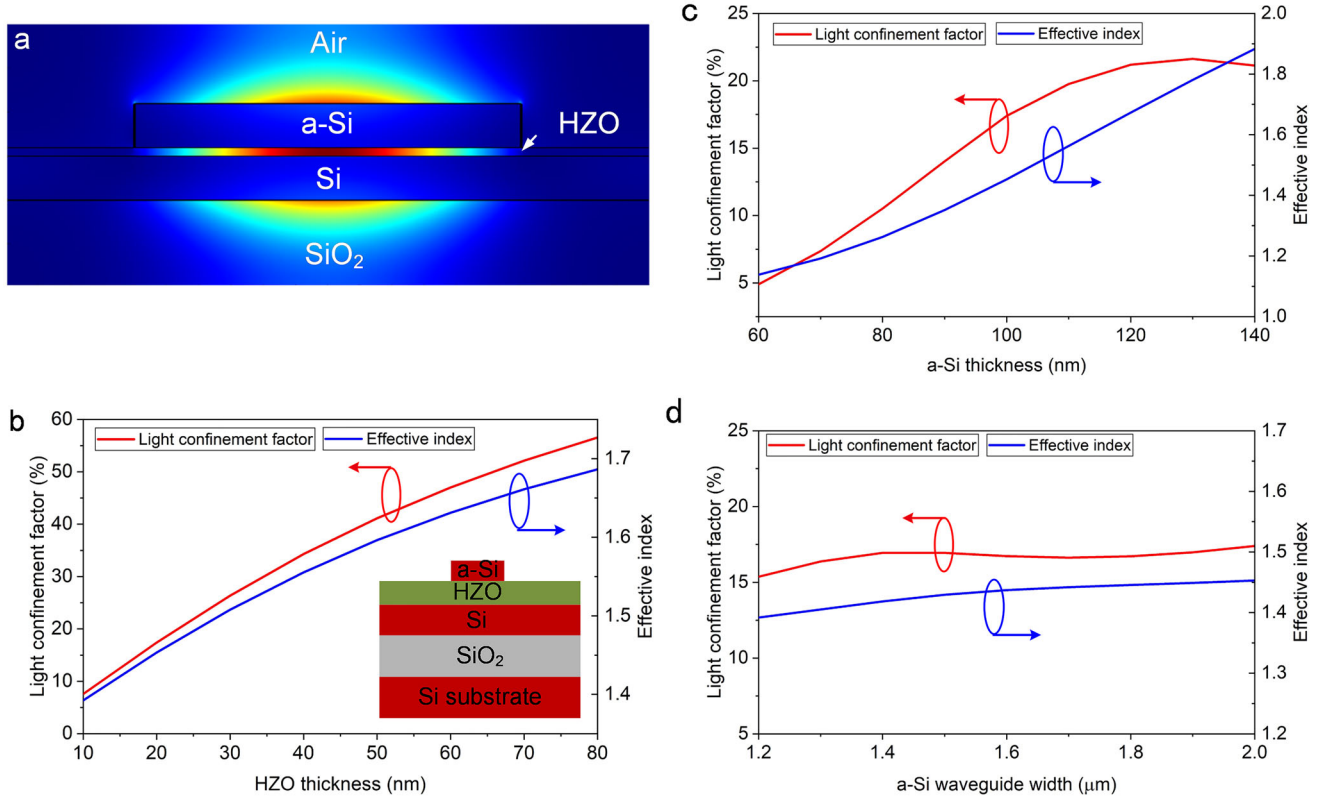 a
Air
a-Si
HZO
Si
SiO₂
b
Light confinement factor
Effective index
Light confinement factor (%)
60
50
40
30
20
10
0
1.7
1.6
1.5
1.4
Effective index
a-Si
HZO
Si
SiO₂
Si substrate
10 20 30 40 50 60 70 80
HZO thickness (nm)
c
Light confinement factor
Effective index
Light confinement factor (%)
25
20
15
10
5
2.0
1.8
1.6
1.4
1.2
1.0
Effective index
60 80 100 120 140
a-Si thickness (nm)
d
Light confinement factor
Effective index
Light confinement factor (%)
25
20
15
10
5
1.7
1.6
1.5
1.4
1.3
1.2
Effective index
1.2 1.4 1.6 1.8 2.0
a-Si waveguide width (μm)